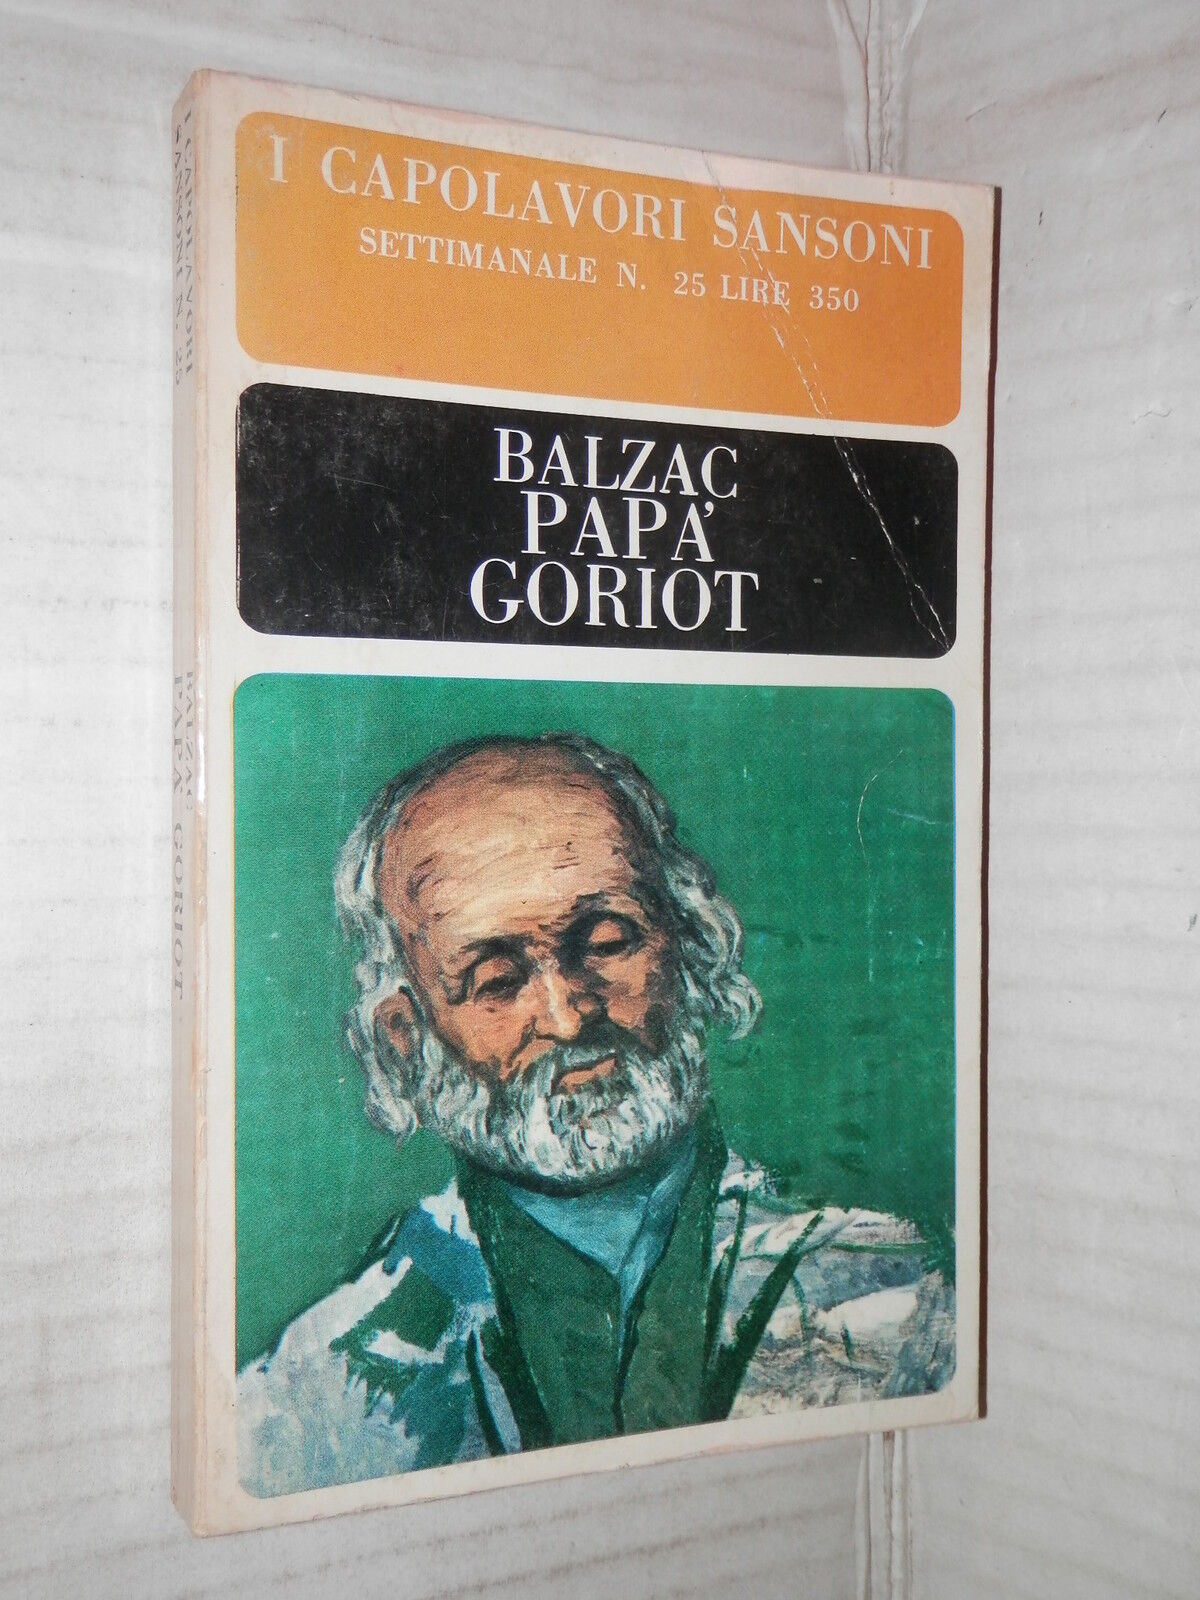 I CAPOLAVORI SANSONI
SETTIMANALE N. 25 LIRE 350
BALZAC
PAPA'
GORIOT
I CAPOLAVORI
SANSONI N. 25
BALZAC
PAPA' GORIOT